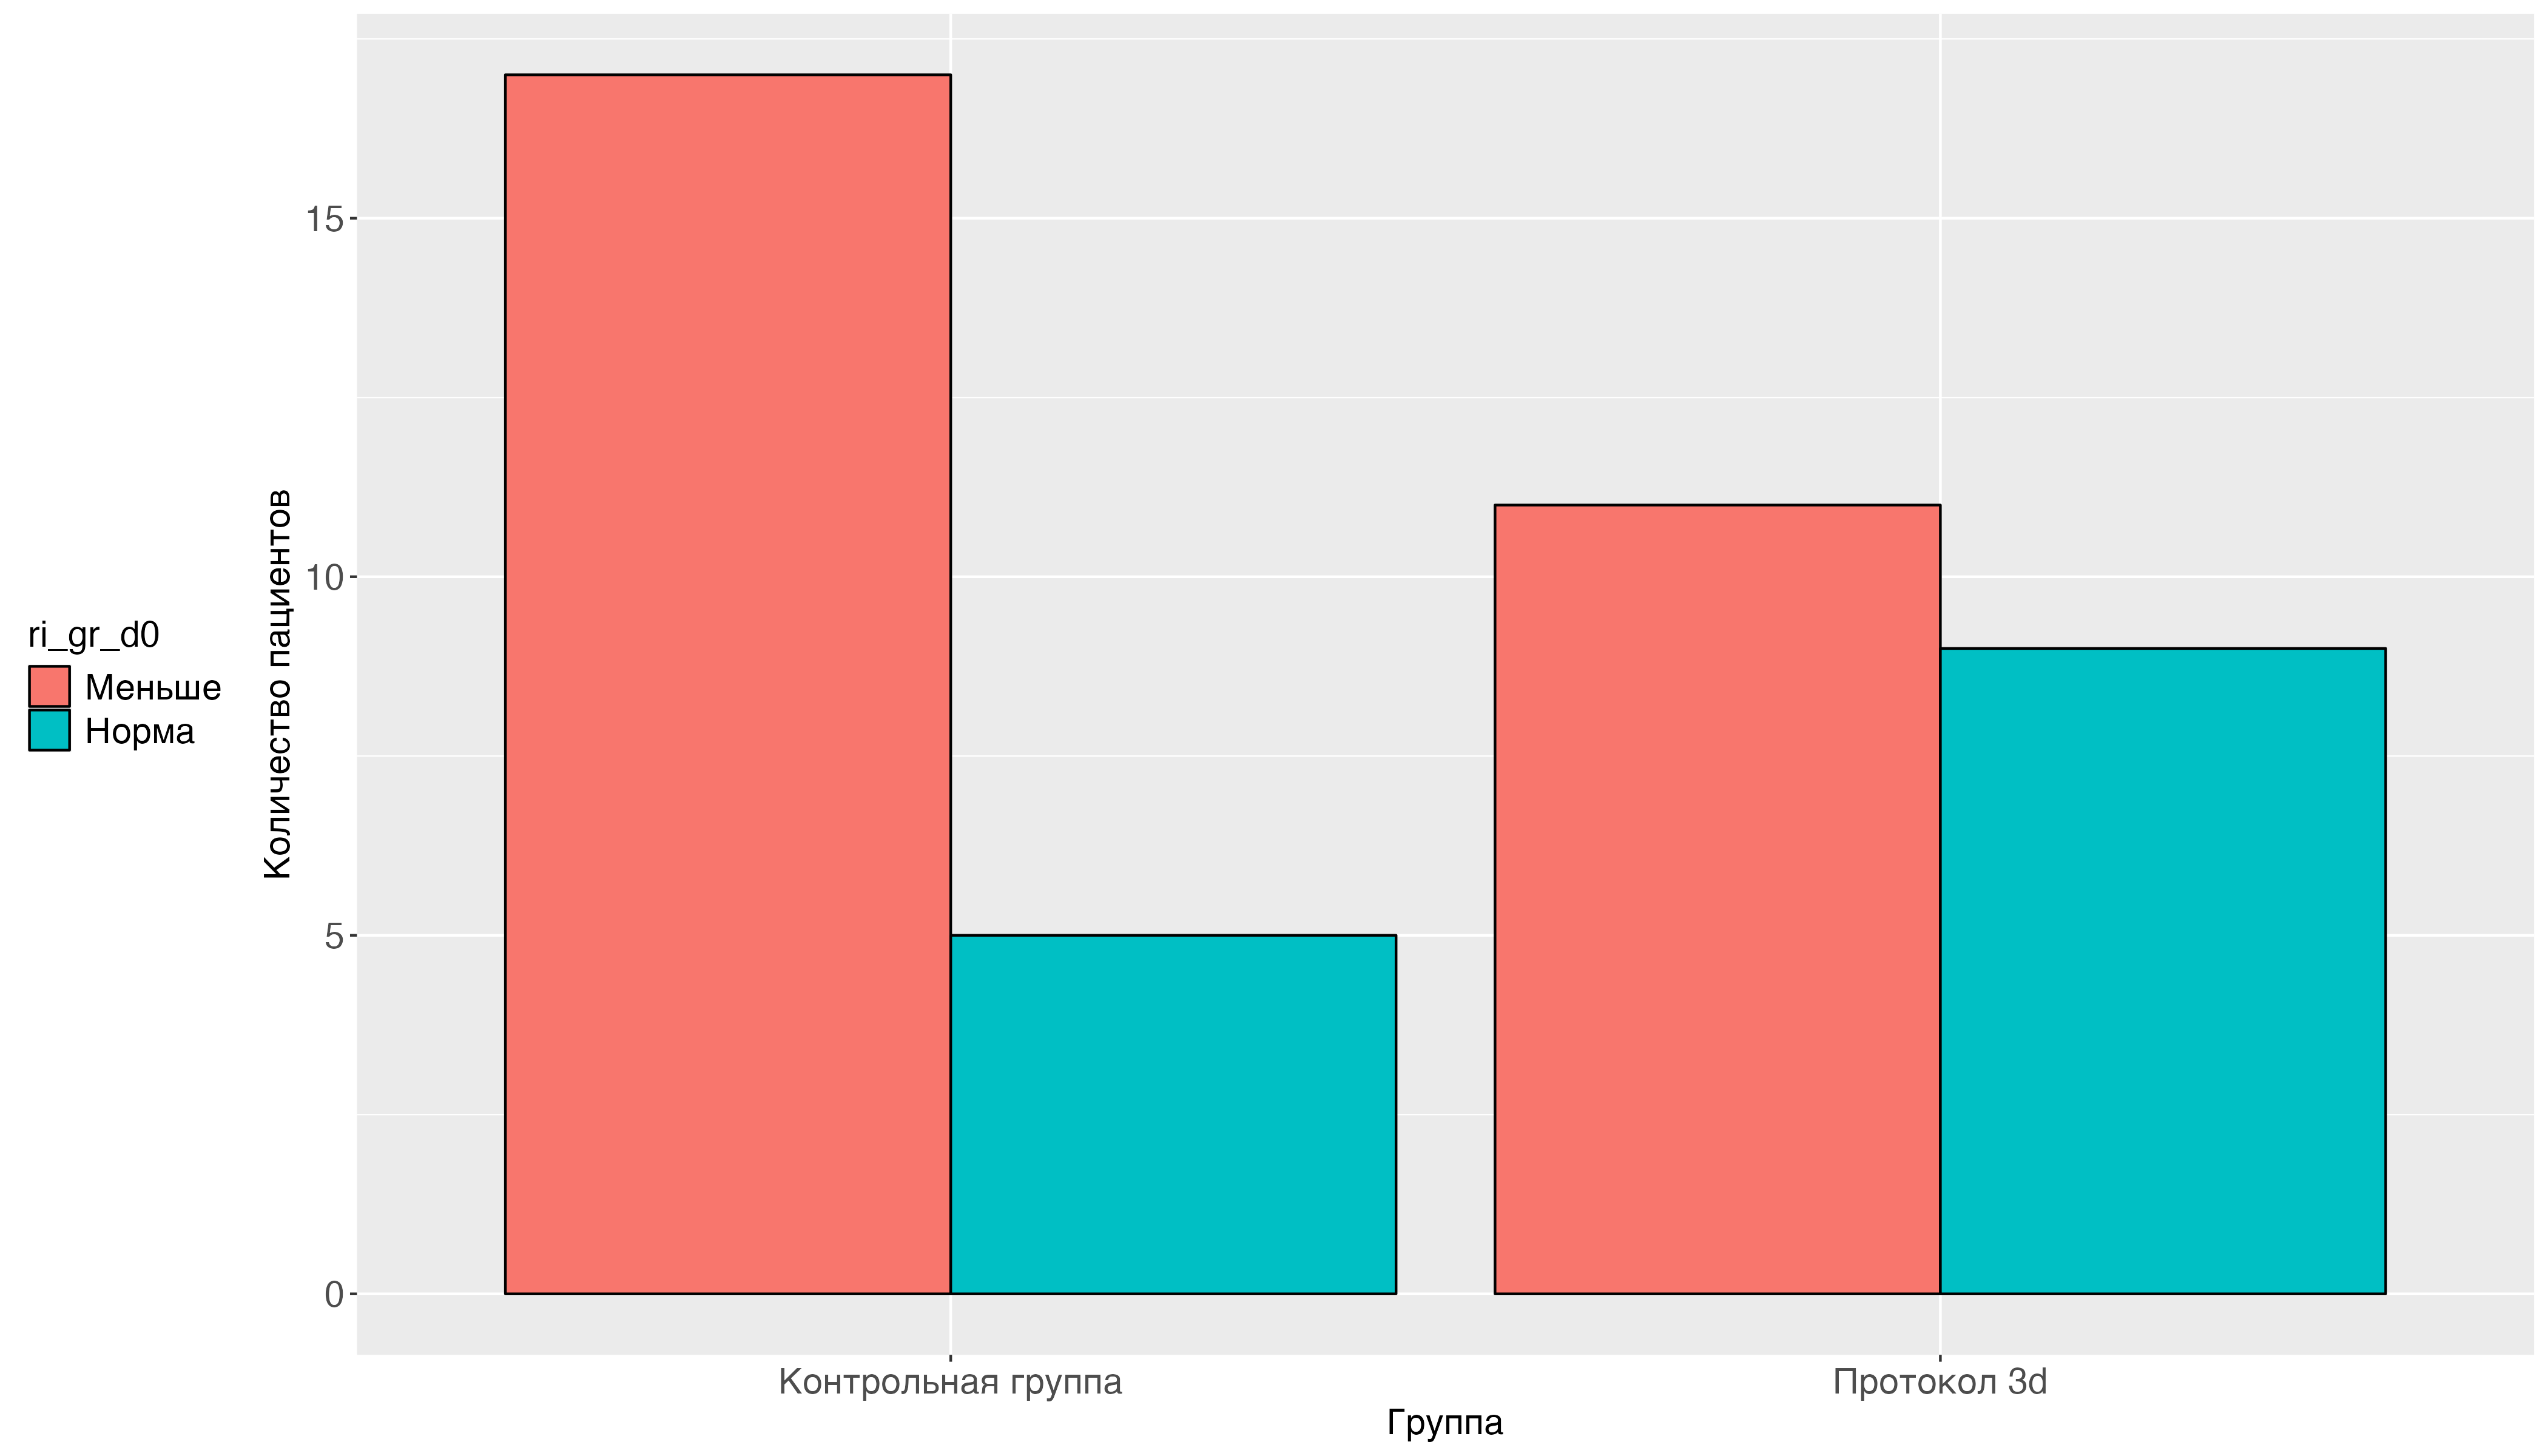 ri_gr_d0
Меньше
Норма
Количество пациентов
15
10
5
0
Контрольная группа
Протокол 3d
Группа